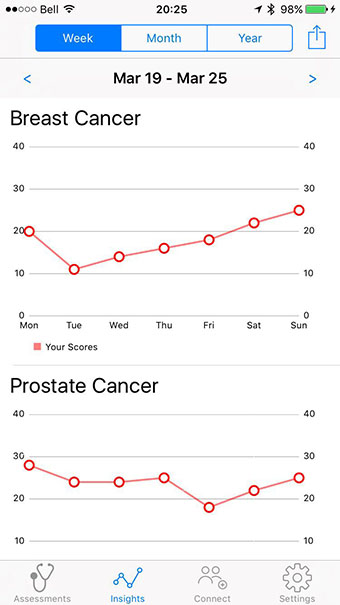 Bell 20:25 98%
Week Month Year
< Mar 19 - Mar 25 >
Breast Cancer
40 40
30 30
20 20
10 10
0 0
Mon Tue Wed Thu Fri Sat Sun
Your Scores
Prostate Cancer
40 40
30 30
20 20
10 10
Assessments Insights Connect Settings